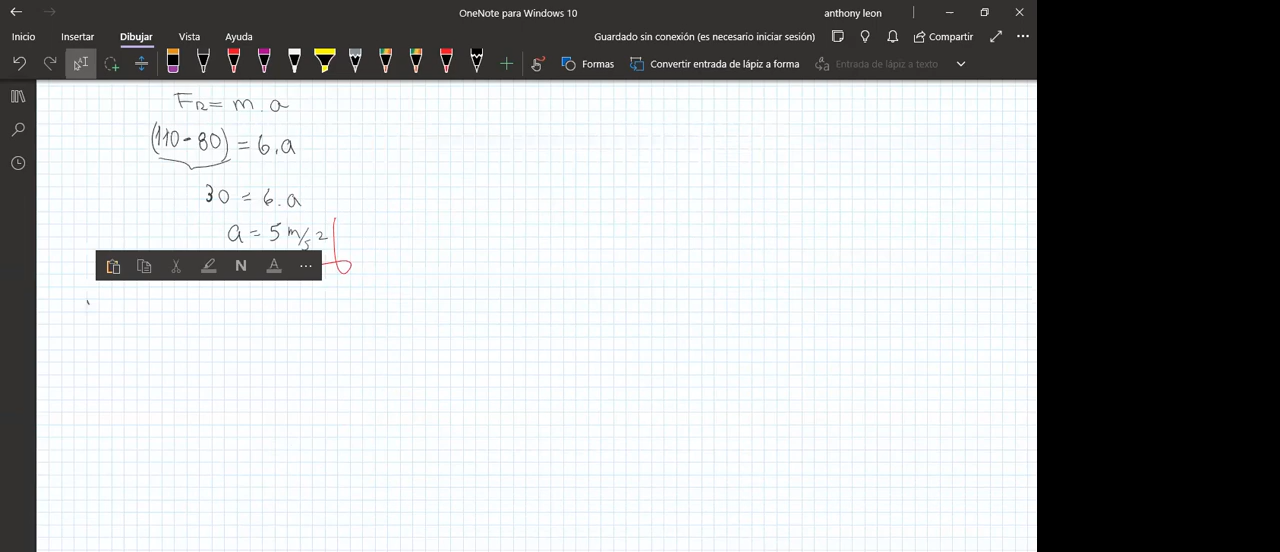 OneNote para Windows 10
anthony leon
Inicio Insertar Dibujar Vista Ayuda
Guardado sin conexión (es necesario iniciar sesión)
Compartir
Formas
Convertir entrada de lápiz a forma
Entrada de lápiz a texto
FR = m . a
(110 - 80) = 6 . a
30 = 6 . a
a = 5 m/s 2
N A ...